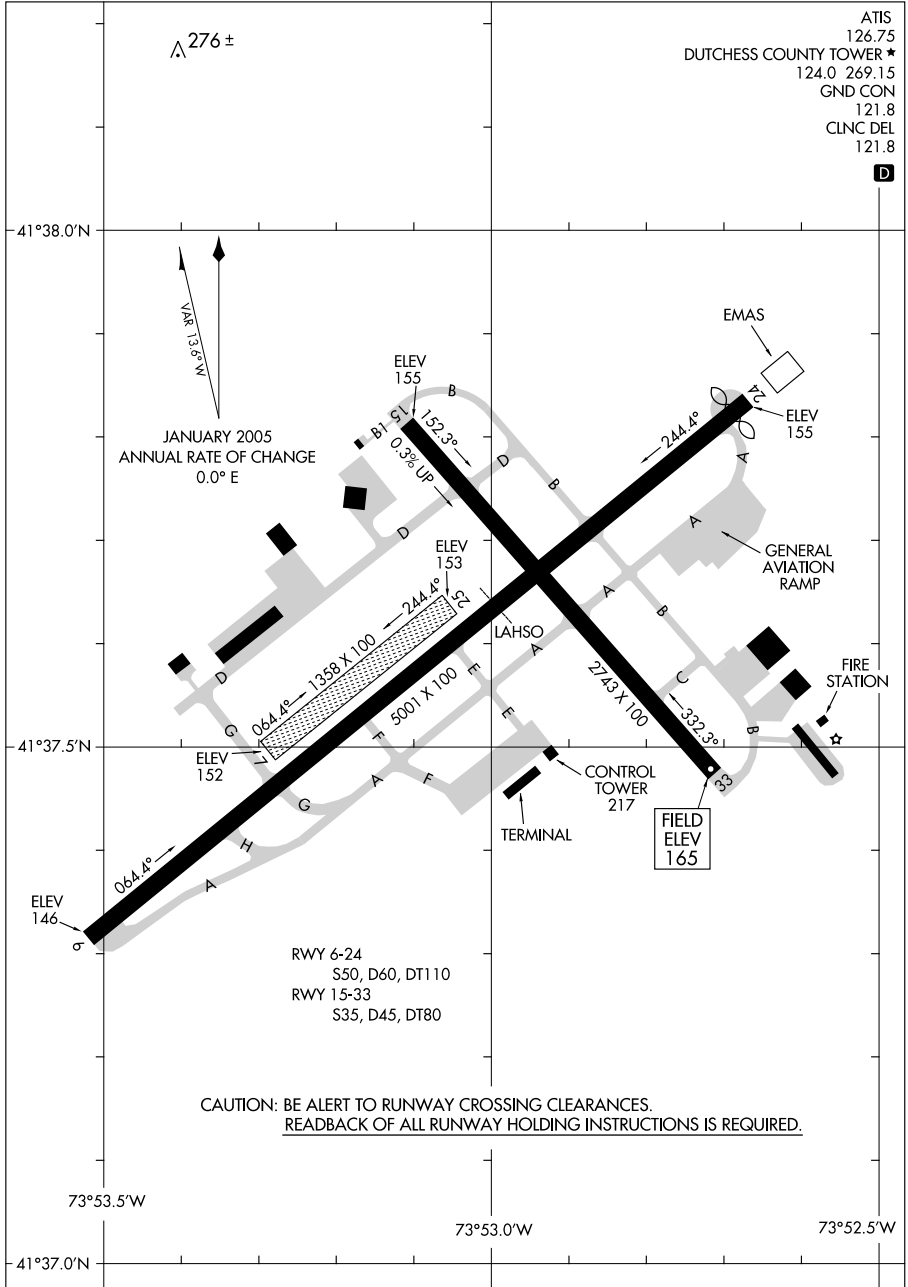 276 ±
ATIS
126.75
DUTCHESS COUNTY TOWER ★
124.0 269.15
GND CON
121.8
CLNC DEL
121.8
D
41°38.0'N
VAR 13.6° W
JANUARY 2005
ANNUAL RATE OF CHANGE
0.0° E
EMAS
ELEV
155
B
24
ELEV
155
15
B1
152.3°
0.3% UP
244.4°
A
D
B
A
D
GENERAL
AVIATION
RAMP
ELEV
153
244.4°
25
LAHSO
A
B
A
E
1358 X 100
5001 X 100
2743 X 100
C
FIRE
STATION
D
064.4°
G
E
332.3°
B
F
41°37.5'N
ELEV
152
7
A
F
CONTROL
TOWER
217
33
G
TERMINAL
FIELD
ELEV
165
H
064.4°
A
ELEV
146
6
RWY 6-24
S50, D60, DT110
RWY 15-33
S35, D45, DT80
CAUTION: BE ALERT TO RUNWAY CROSSING CLEARANCES.
READBACK OF ALL RUNWAY HOLDING INSTRUCTIONS IS REQUIRED.
73°53.5'W
73°53.0'W
73°52.5'W
41°37.0'N